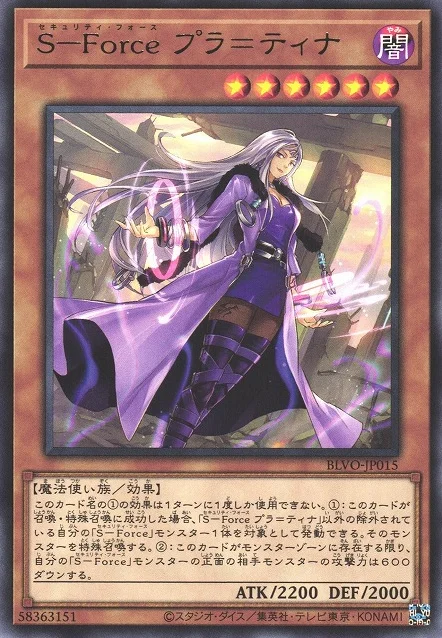 セキュリティ・フォース
S－Force プラ＝ティナ
やみ
闇
BLVO-JP015
【魔法使い族／効果】
このカード名の①の効果は１ターンに１度しか使用できない。①：このカードが
召喚・特殊召喚に成功した場合、「S－Force プラ＝ティナ」以外の除外されて
いる自分の「S－Force」モンスター１体を対象として発動できる。そのモン
スターを特殊召喚する。②：このカードがモンスターゾーンに存在する限り、
自分の「S－Force」モンスターの正面の相手モンスターの攻撃力は６００
ダウンする。
ATK/2200 DEF/2000
58363151
©スタジオ・ダイス／集英社・テレビ東京・KONAMI